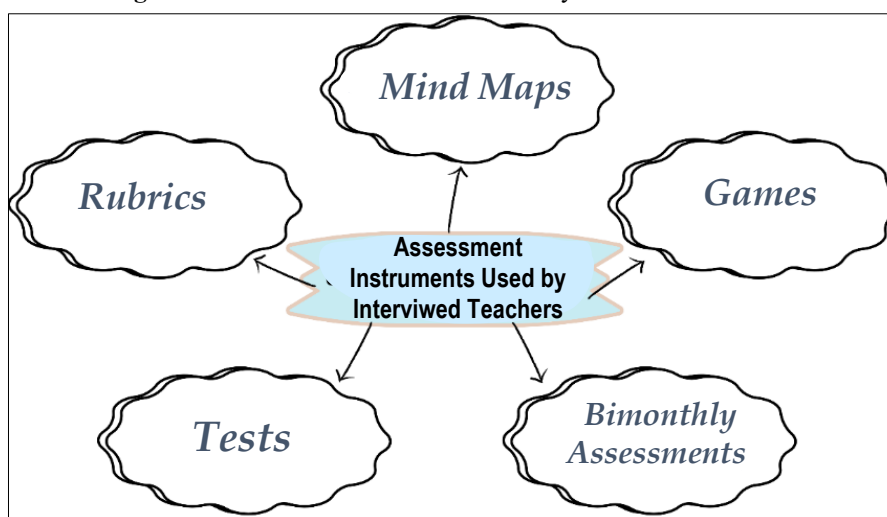 Mind Maps
Rubrics
Games
Assessment
Instruments Used by
Interviwed Teachers
Tests
Bimonthly
Assessments